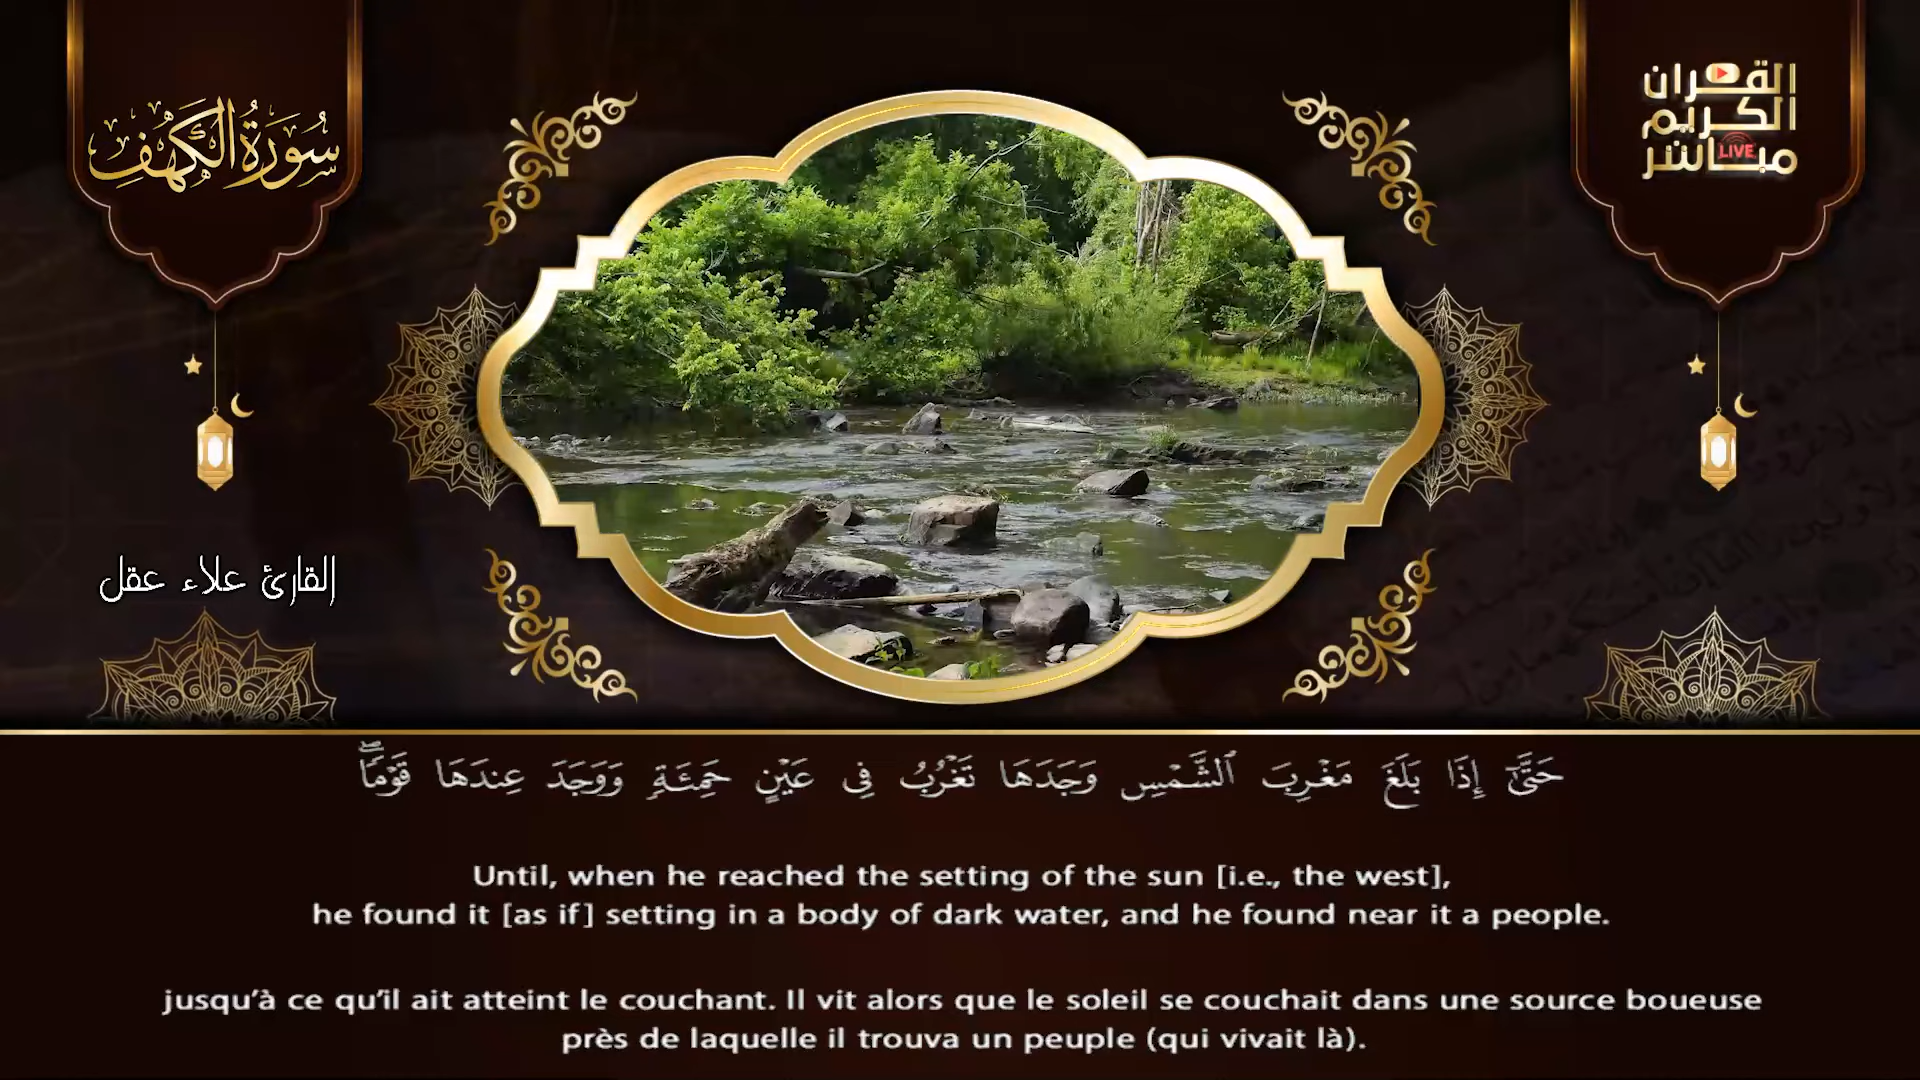 سُورَةُ الكَهْفِ
القرآن
الكريم
مباشر
LIVE
القارئ علاء عقل
حَتَّىٰٓ إِذَا بَلَغَ مَغْرِبَ ٱلشَّمْسِ وَجَدَهَا تَغْرُبُ فِى عَيْنٍ حَمِئَةٍ وَوَجَدَ عِندَهَا قَوْمًاۖ
Until, when he reached the setting of the sun [i.e., the west],
he found it [as if] setting in a body of dark water, and he found near it a people.
jusqu'à ce qu'il ait atteint le couchant. Il vit alors que le soleil se couchait dans une source boueuse
près de laquelle il trouva un peuple (qui vivait là).